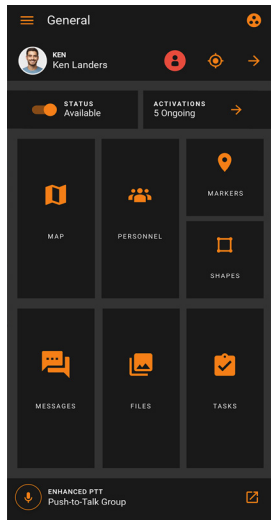 General
KEN
Ken Landers
STATUS
Available
ACTIVATIONS
5 Ongoing
MAP
PERSONNEL
MARKERS
SHAPES
MESSAGES
FILES
TASKS
ENHANCED PTT
Push-to-Talk Group